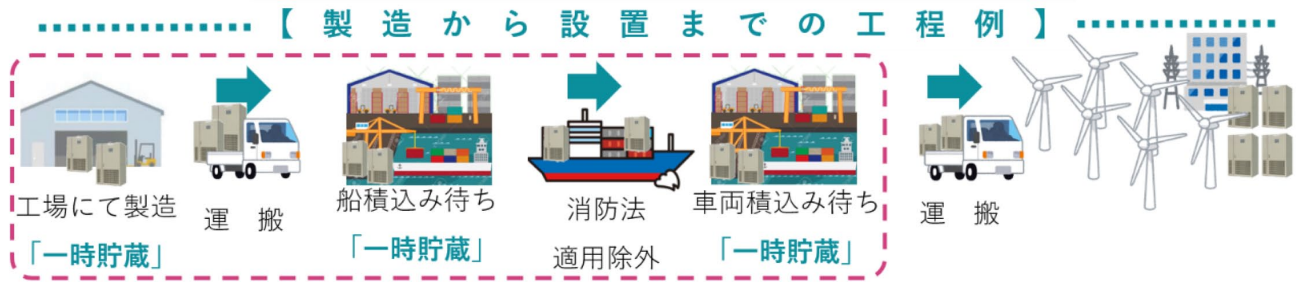 【製造から設置までの工程例】
工場にて製造
「一時貯蔵」
運搬
船積込み待ち
「一時貯蔵」
消防法
適用除外
車両積込み待ち
「一時貯蔵」
運搬